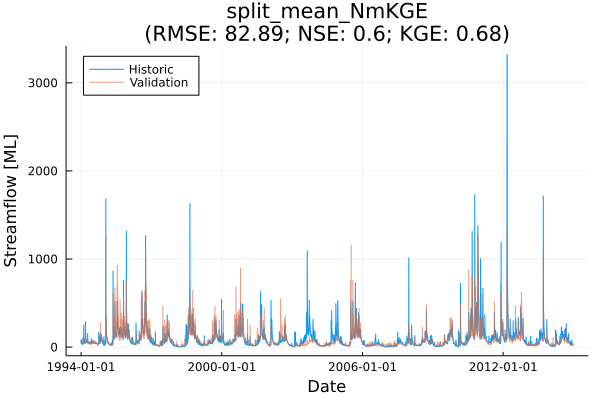 split_mean_NmKGE
(RMSE: 82.89; NSE: 0.6; KGE: 0.68)
Historic
Validation
Streamflow [ML]
3000
2000
1000
0
1994-01-01
2000-01-01
2006-01-01
2012-01-01
Date